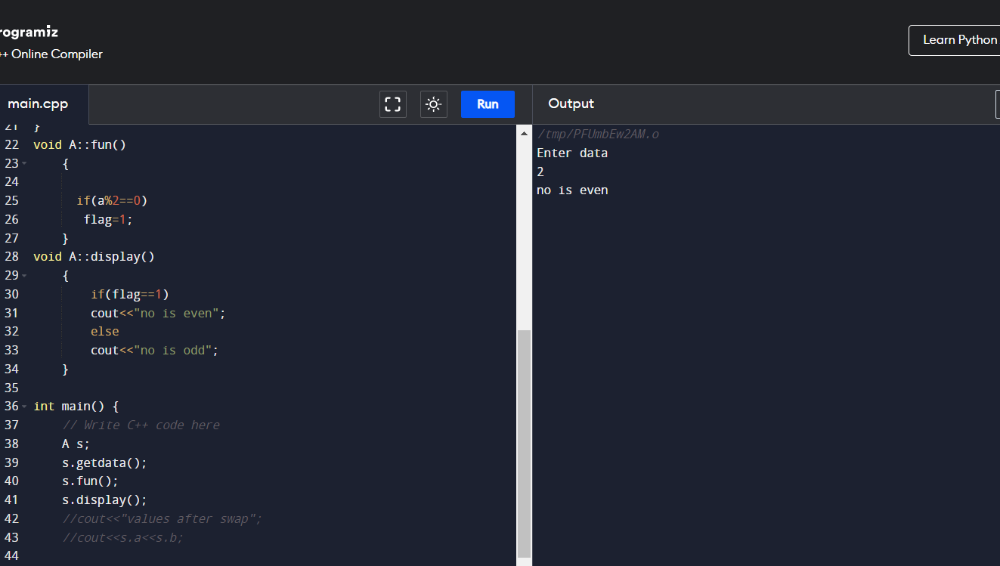 rogramiz
++ Online Compiler
Learn Python
main.cpp
Run
Output
21 }
22 void A::fun()
23 {
24
25 if(a%2==0)
26 flag=1;
27 }
28 void A::display()
29 {
30 if(flag==1)
31 cout<<"no is even";
32 else
33 cout<<"no is odd";
34 }
35
36 int main() {
37 // Write C++ code here
38 A s;
39 s.getdata();
40 s.fun();
41 s.display();
42 //cout<<"values after swap";
43 //cout<<s.a<<s.b;
44
/tmp/PFUmbEw2AM.o
Enter data
2
no is even